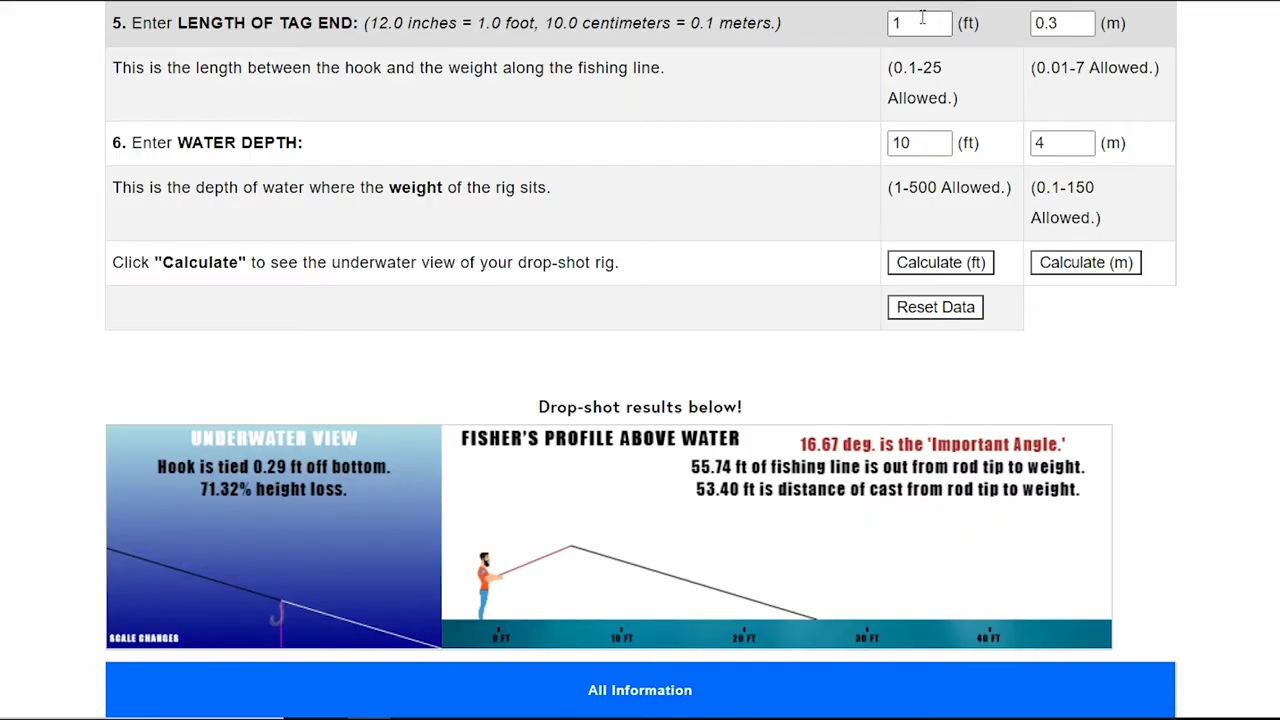 5. Enter LENGTH OF TAG END: (12.0 inches = 1.0 foot, 10.0 centimeters = 0.1 meters.) 1 (ft) 0.3 (m)
This is the length between the hook and the weight along the fishing line. (0.1-25 Allowed.) (0.01-7 Allowed.)
6. Enter WATER DEPTH: 10 (ft) 4 (m)
This is the depth of water where the weight of the rig sits. (1-500 Allowed.) (0.1-150 Allowed.)
Click "Calculate" to see the underwater view of your drop-shot rig. Calculate (ft) Calculate (m)
Reset Data
Drop-shot results below!
UNDERWATER VIEW
Hook is tied 0.29 ft off bottom.
71.32% height loss.
SCALE CHANGES
FISHER'S PROFILE ABOVE WATER
16.67 deg. is the 'Important Angle.'
55.74 ft of fishing line is out from rod tip to weight.
53.40 ft is distance of cast from rod tip to weight.
0 FT 10 FT 20 FT 30 FT 40 FT
All Information